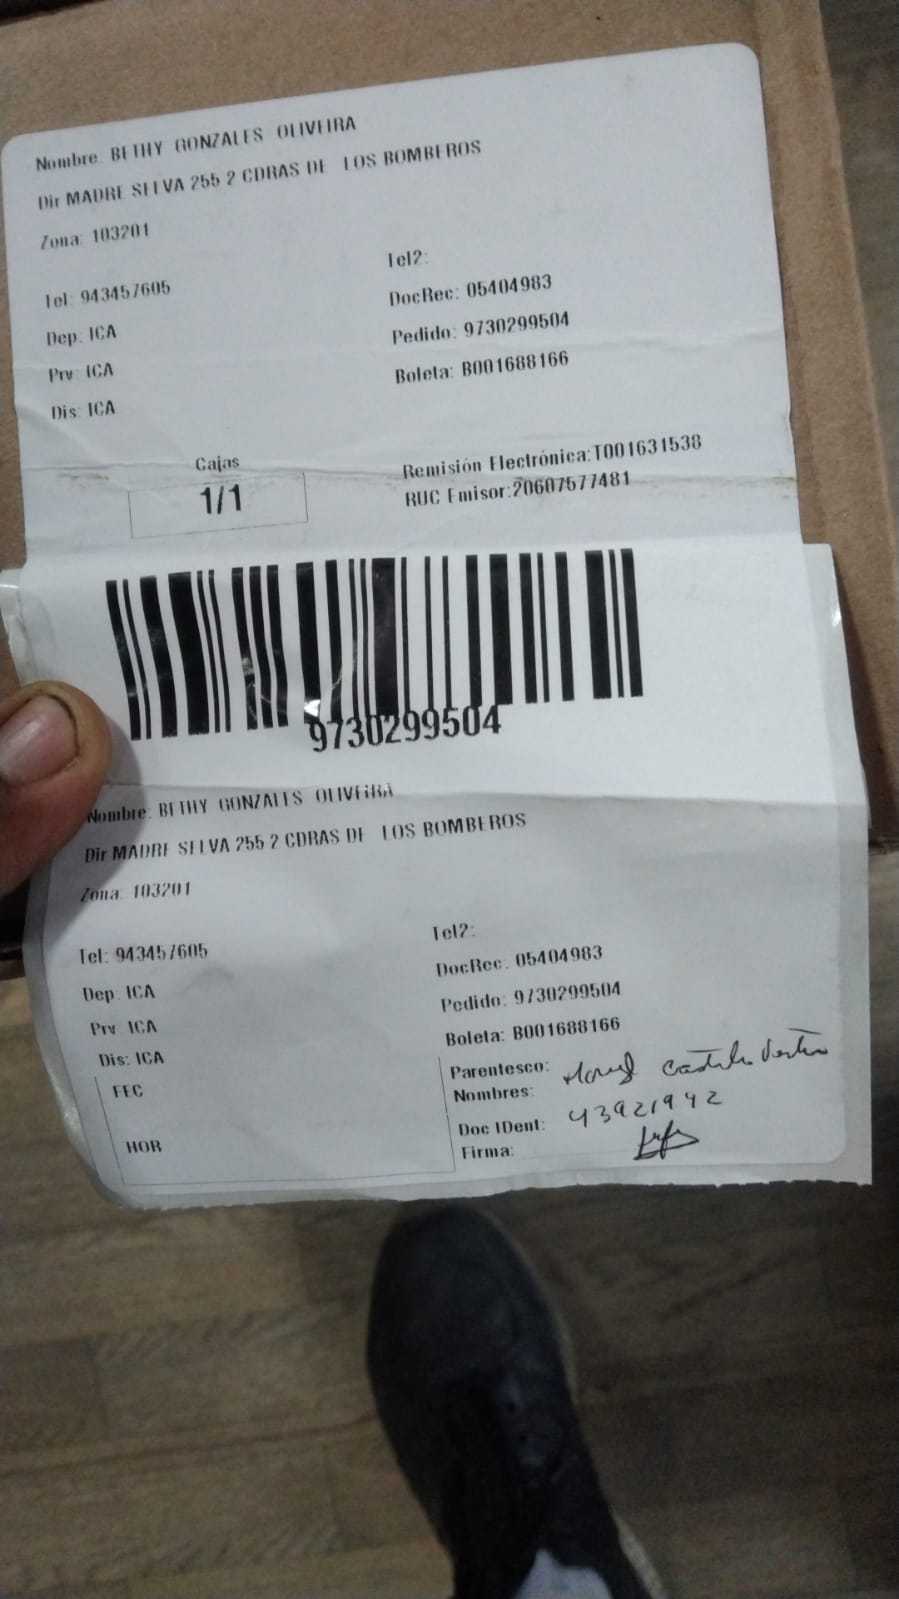 Nombre: BETHY GONZALES OLIVEIRA
Dir MADRE SELVA 255 2 CDRAS DE LOS BOMBEROS
Zona: 103201
Tel: 943457605
Tel2:
Dep: ICA
DocRec: 05404983
Prv: ICA
Pedido: 9730299504
Dis: ICA
Boleta: B001688166
Cajas
1/1
Remisión Electrónica:T001631538
RUC Emisor:20607577481
9730299504
Nombre: BETHY GONZALES OLIVEIRA
Dir MADRE SELVA 255 2 CDRAS DE LOS BOMBEROS
Zona: 103201
Tel: 943457605
Tel2:
Dep: ICA
DocRec: 05404983
Prv: ICA
Pedido: 9730299504
Dis: ICA
Boleta: B001688166
FEC
Parentesco:
Nombres:
HOR
Doc IDent: 43921942
Firma: